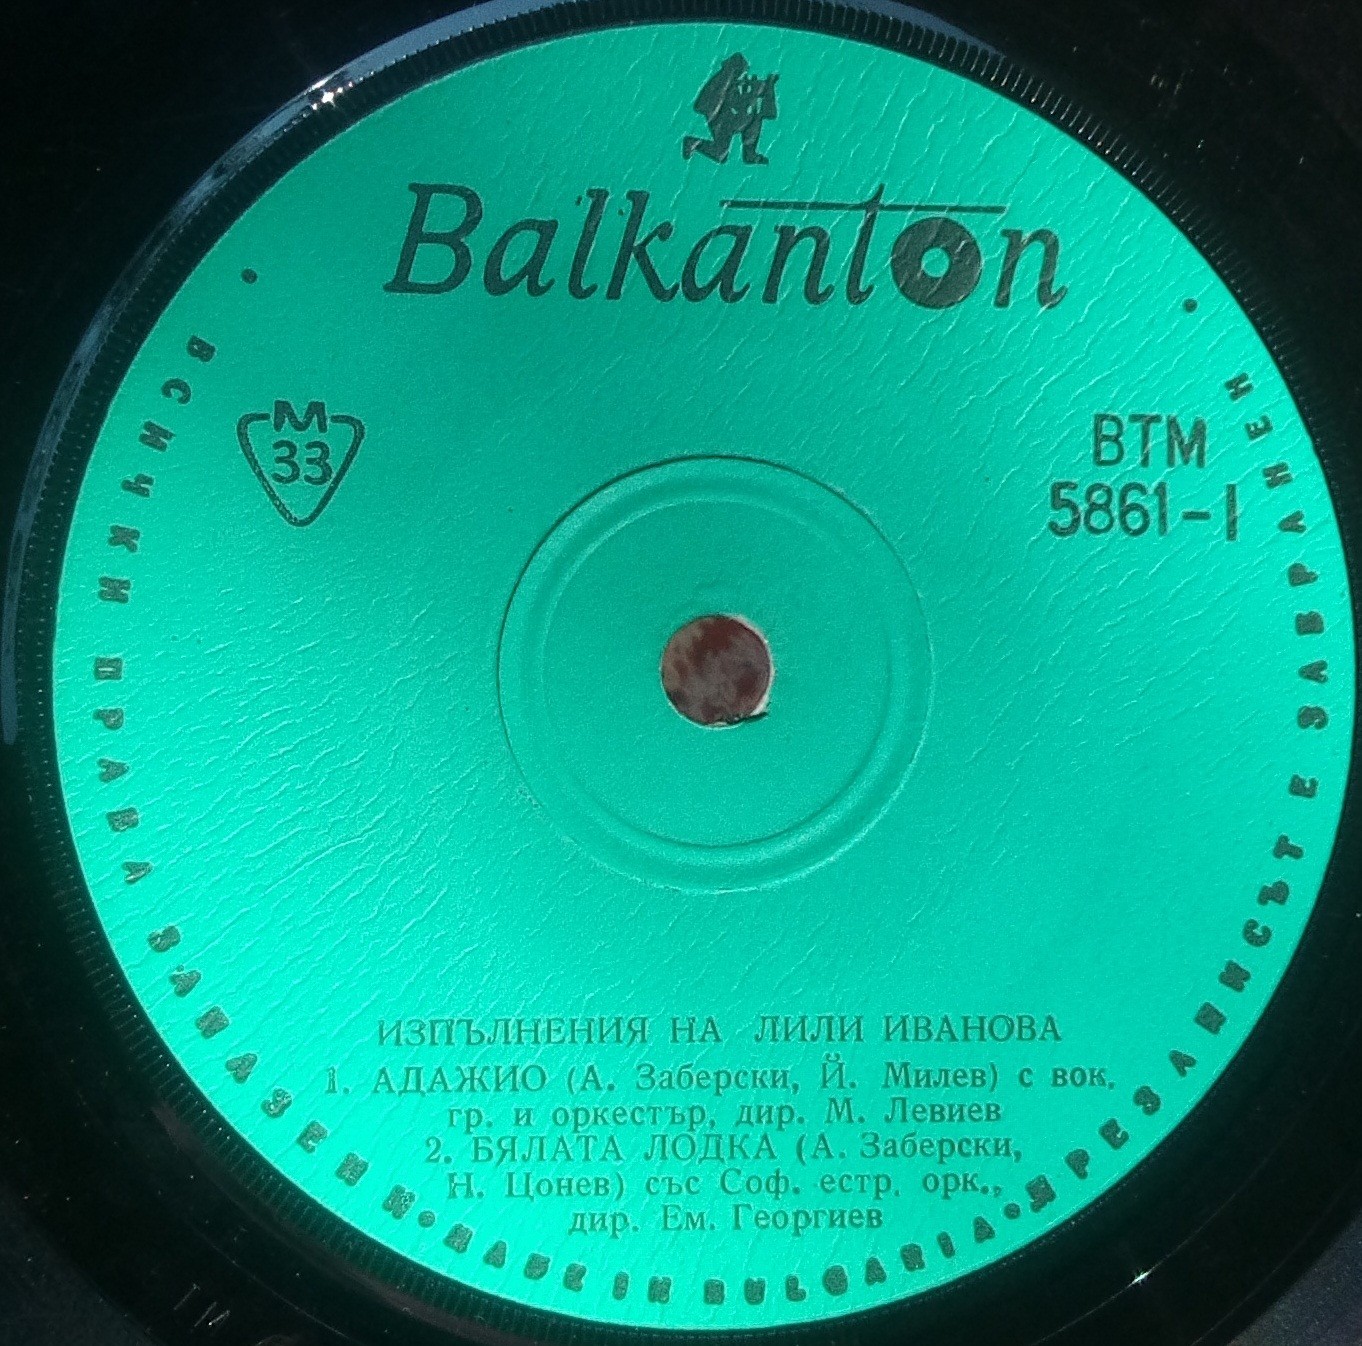 Balkanton
M
33
ВТМ
5861-I
ИЗПЪЛНЕНИЯ НА ЛИЛИ ИВАНОВА
1. АДАЖИО (А. Заберски, Й. Милев) с вок.
гр. и оркестър, дир. М. Левиев
2. БЯЛАТА ЛОДКА (А. Заберски,
Н. Цонев) със Соф. естр. орк.,
дир. Ем. Георгиев
• ВСИЧКИ ПРАВА ЗАПАЗЕНИ • MADE IN BULGARIA • ПРЕЗАПИСЪТ Е ЗАБРАНЕН •